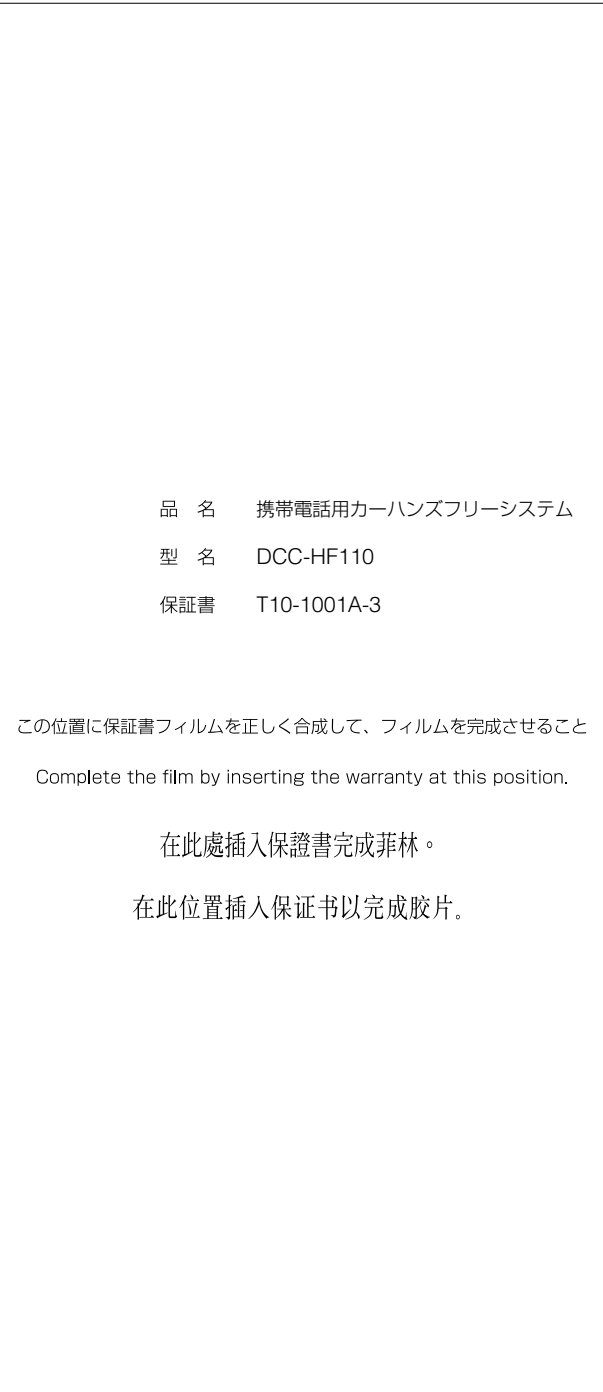 品 名 携帯電話用カーハンズフリーシステム
型 名 DCC-HF110
保証書 T10-1001A-3
この位置に保証書フィルムを正しく合成して、フィルムを完成させること
Complete the film by inserting the warranty at this position.
在此處插入保證書完成菲林。
在此位置插入保证书以完成胶片。